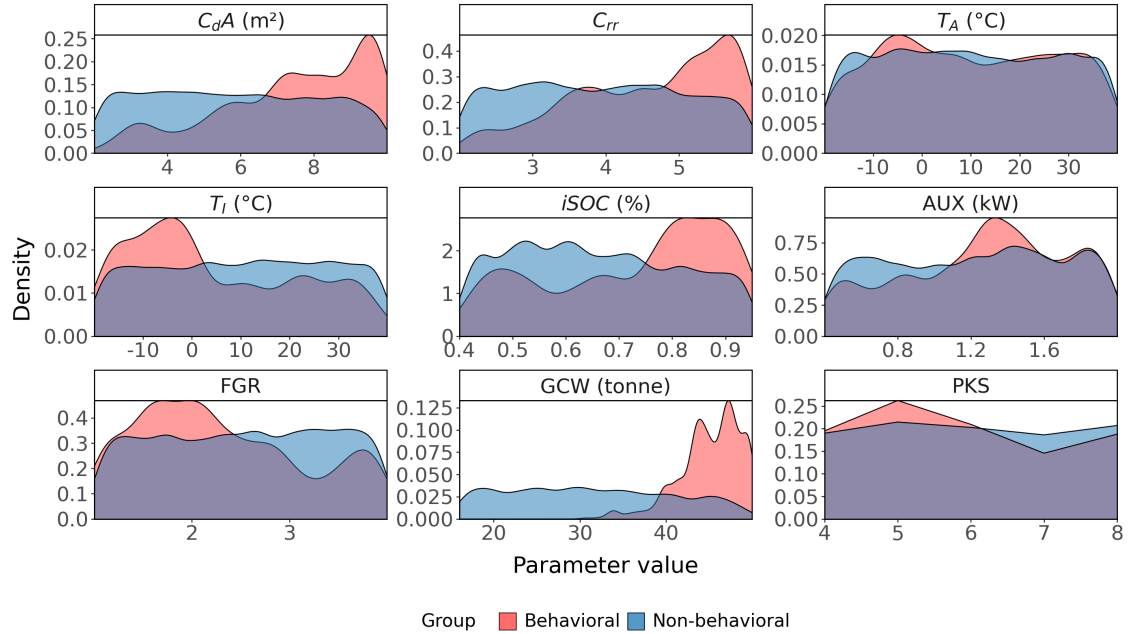 C_dA (m²)
C_rr
T_A (°C)
0.25
0.20
0.15
0.10
0.05
0.00
4 6 8
0.4
0.3
0.2
0.1
0.0
3 4 5
0.020
0.015
0.010
0.005
0.000
-10 0 10 20 30
T_I (°C)
iSOC (%)
AUX (kW)
0.02
0.01
0.00
-10 0 10 20 30
2
1
0
0.4 0.5 0.6 0.7 0.8 0.9
0.75
0.50
0.25
0.00
0.8 1.2 1.6
FGR
GCW (tonne)
PKS
0.4
0.3
0.2
0.1
0.0
2 3
0.125
0.100
0.075
0.050
0.025
0.000
20 30 40
0.25
0.20
0.15
0.10
0.05
0.00
4 5 6 7 8
Density
Parameter value
Group Behavioral Non-behavioral